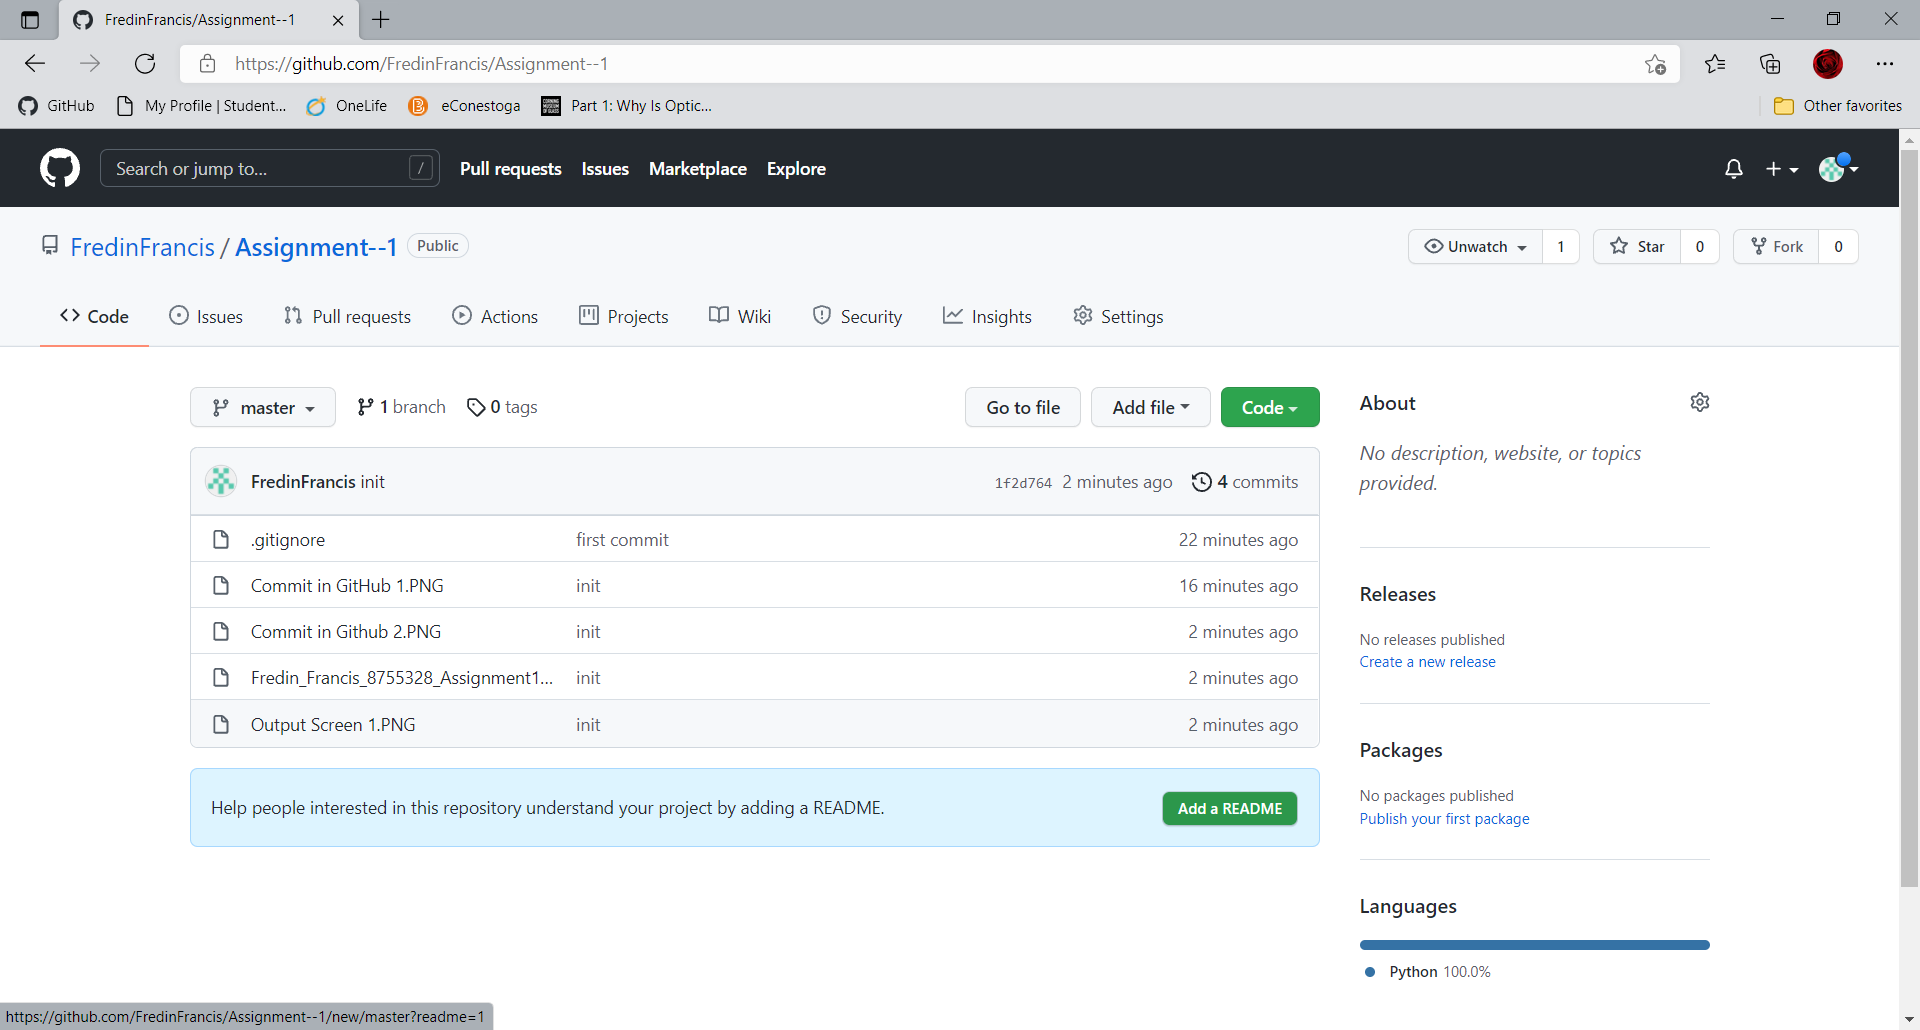 FredinFrancis/Assignment--1
https://github.com/FredinFrancis/Assignment--1
GitHub My Profile | Student... OneLife eConestoga Part 1: Why Is Optic... Other favorites
Search or jump to... / Pull requests Issues Marketplace Explore
FredinFrancis / Assignment--1 Public Unwatch 1 Star 0 Fork 0
Code Issues Pull requests Actions Projects Wiki Security Insights Settings
master 1 branch 0 tags Go to file Add file Code
FredinFrancis init 1f2d764 2 minutes ago 4 commits
.gitignore first commit 22 minutes ago
Commit in GitHub 1.PNG init 16 minutes ago
Commit in Github 2.PNG init 2 minutes ago
Fredin_Francis_8755328_Assignment1... init 2 minutes ago
Output Screen 1.PNG init 2 minutes ago
Help people interested in this repository understand your project by adding a README. Add a README
About
No description, website, or topics
provided.
Releases
No releases published
Create a new release
Packages
No packages published
Publish your first package
Languages
Python 100.0%
https://github.com/FredinFrancis/Assignment--1/new/master?readme=1